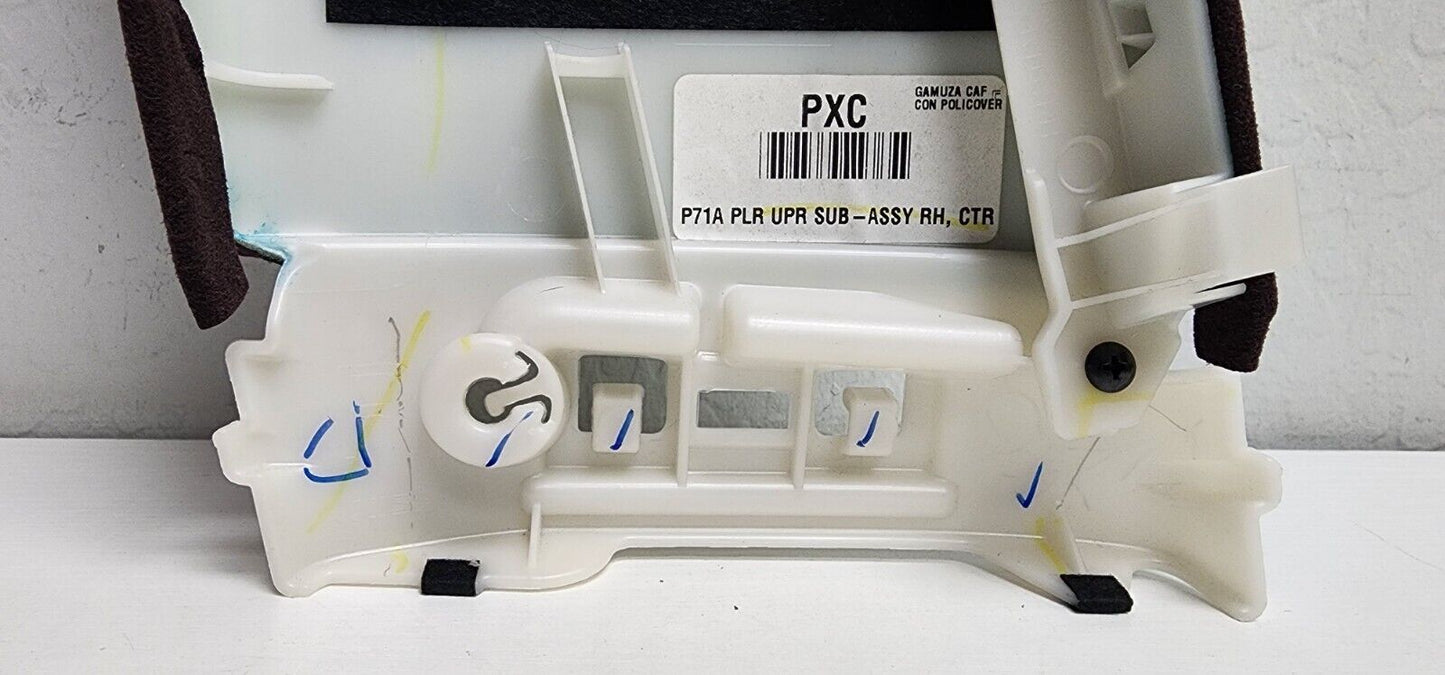 PXC
GAMUZA CAF
CON POLICOVER
P71A PLR UPR SUB-ASSY RH, CTR